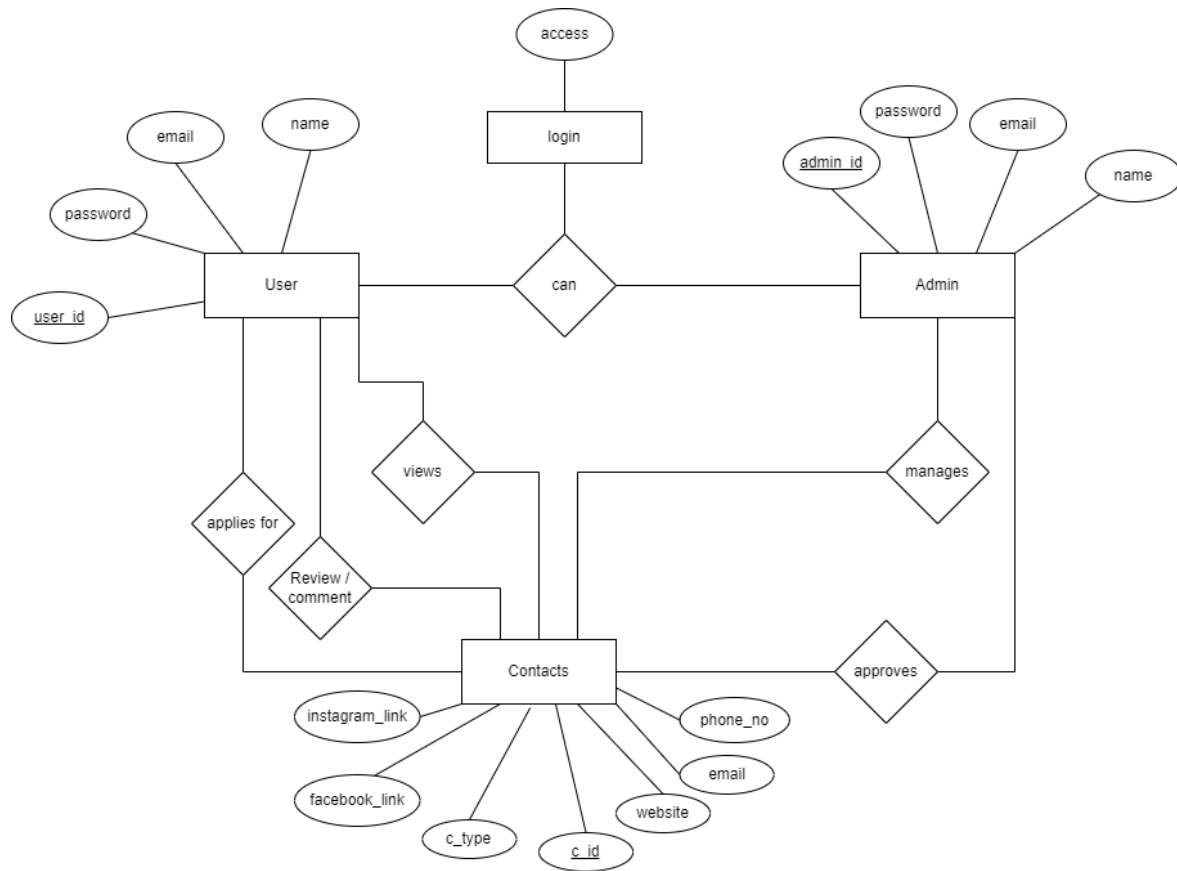 access
login
email
name
password
user_id
User
can
password
email
admin_id
name
Admin
views
manages
applies for
Review /
comment
Contacts
approves
instagram_link
phone_no
facebook_link
email
website
c_type
c_id